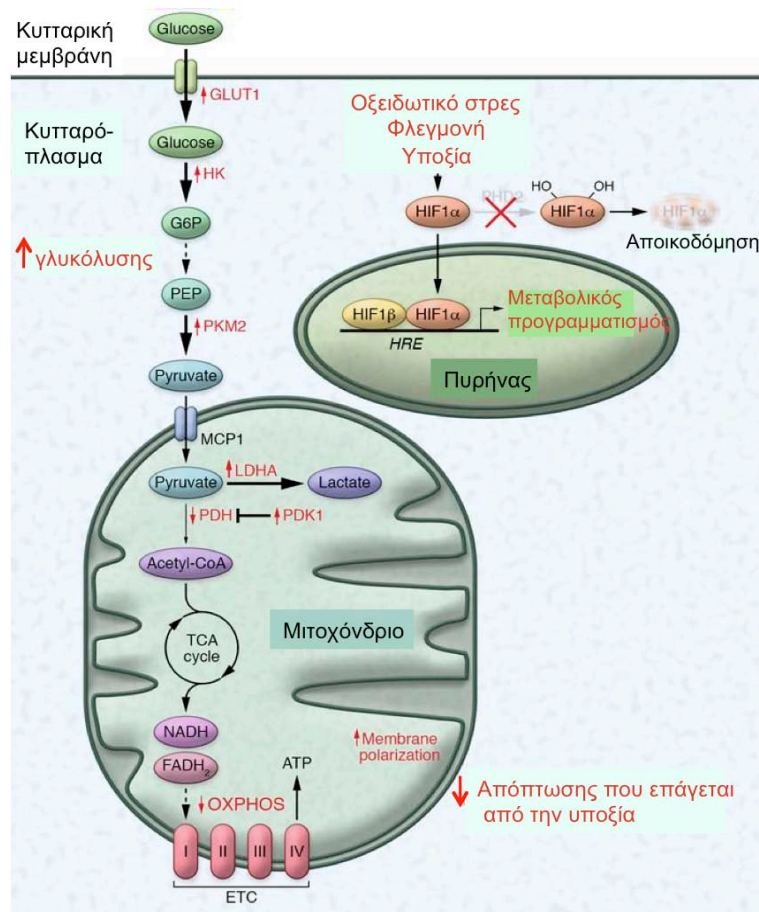 Κυτταρική
μεμβράνη
Glucose
GLUT1
Κυτταρό-
πλασμα
Glucose
HK
G6P
γλυκόλυσης
PEP
PKM2
Pyruvate
MCP1
Οξειδωτικό στρες
Φλεγμονή
Υποξία
HIF1α
PHD2
HO
OH
HIF1α
HIF1α
Αποικοδόμηση
HIF1β
HIF1α
HRE
Μεταβολικός
προγραμματισμός
Πυρήνας
Pyruvate
LDHA
Lactate
PDH
PDK1
Acetyl-CoA
TCA
cycle
Μιτοχόνδριο
NADH
FADH2
OXPHOS
ATP
Membrane
polarization
I
II
III
IV
ETC
Απόπτωσης που επάγεται
από την υποξία